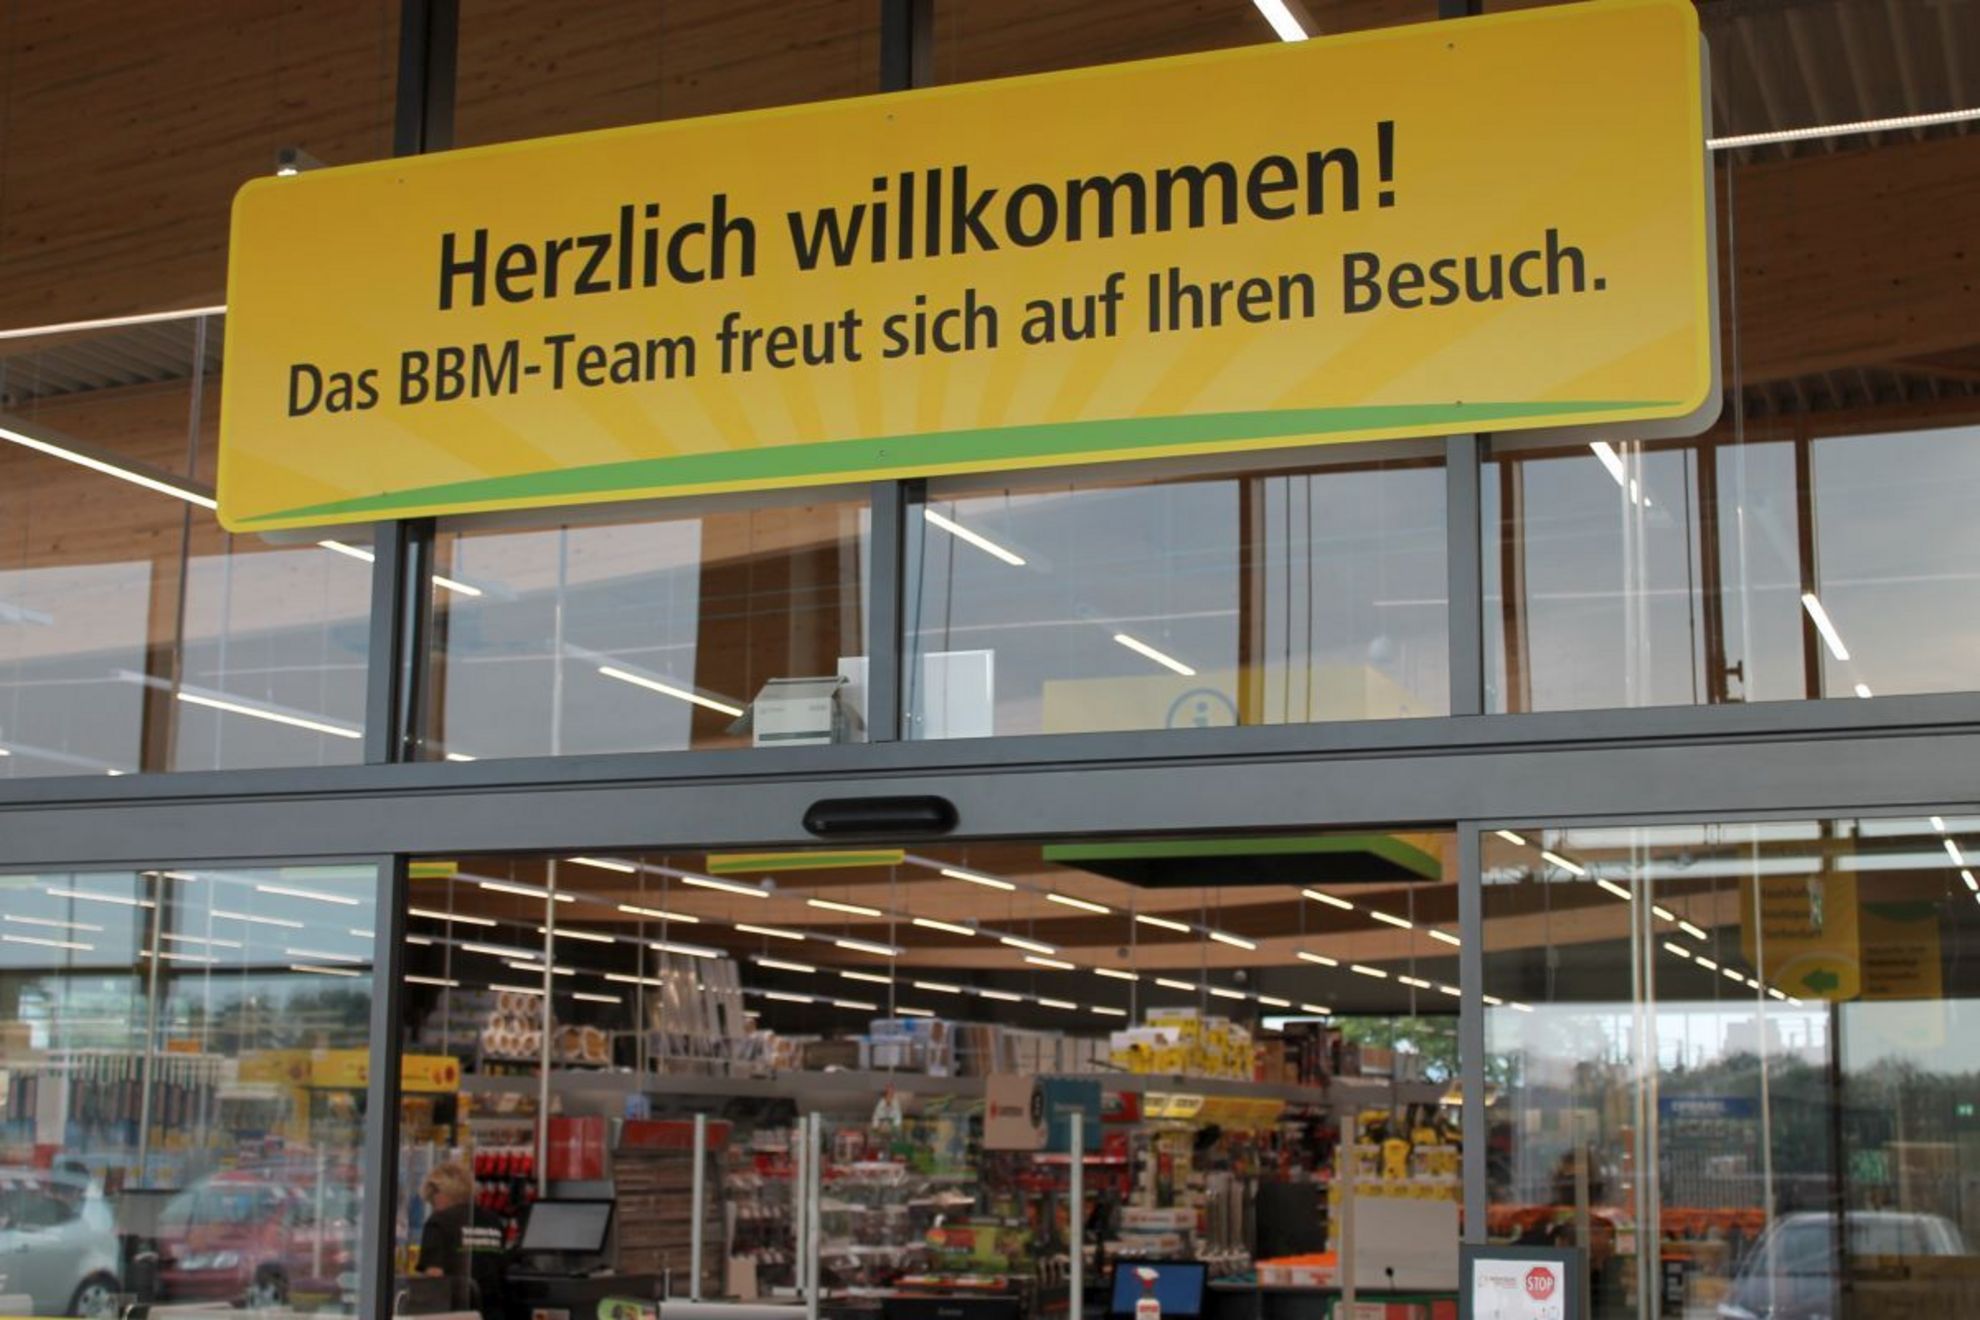 Herzlich willkommen!
Das BBM-Team freut sich auf Ihren Besuch.
i
STOP